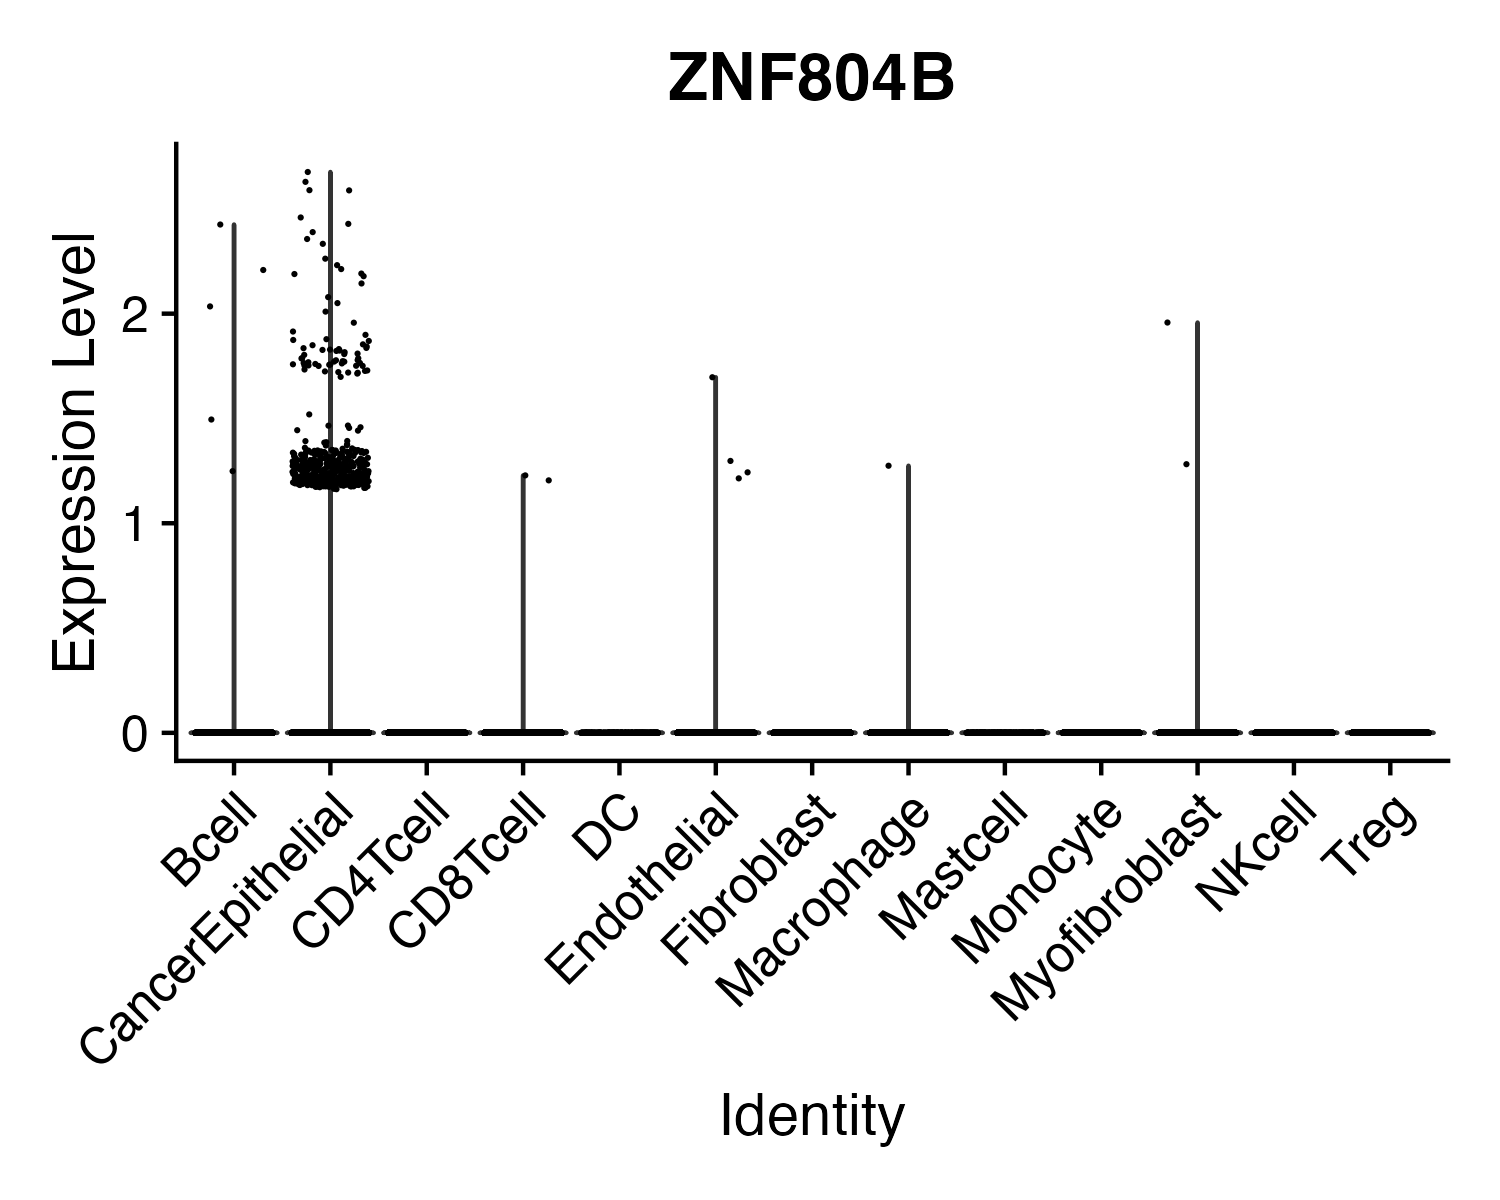 ZNF804B
Expression Level
2
1
0
Bcell
CancerEpithelial
CD4Tcell
CD8Tcell
DC
Endothelial
Fibroblast
Macrophage
Mastcell
Monocyte
Myofibroblast
NKcell
Treg
Identity